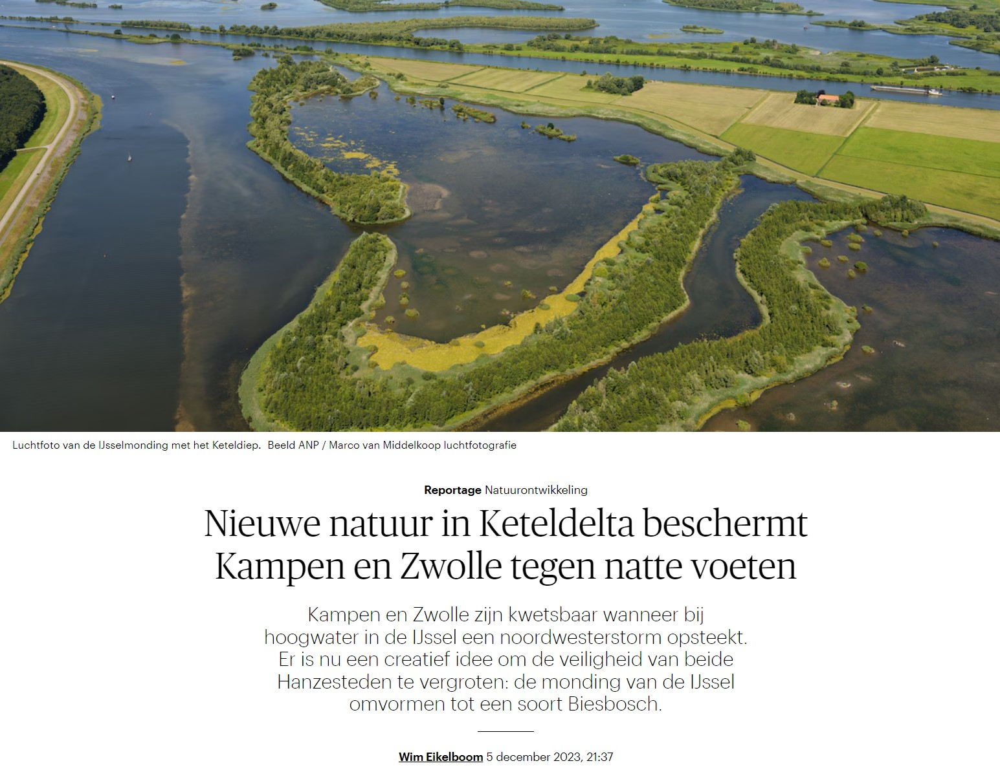 Luchtfoto van de IJsselmonding met het Keteldiep. Beeld ANP / Marco van Middelkoop luchtfotografie
Reportage Natuurontwikkeling
Nieuwe natuur in Keteldelta beschermt
Kampen en Zwolle tegen natte voeten
Kampen en Zwolle zijn kwetsbaar wanneer bij
hoogwater in de IJssel een noordwesterstorm opsteekt.
Er is nu een creatief idee om de veiligheid van beide
Hanzesteden te vergroten: de monding van de IJssel
omvormen tot een soort Biesbosch.
Wim Eikelboom 5 december 2023, 21:37